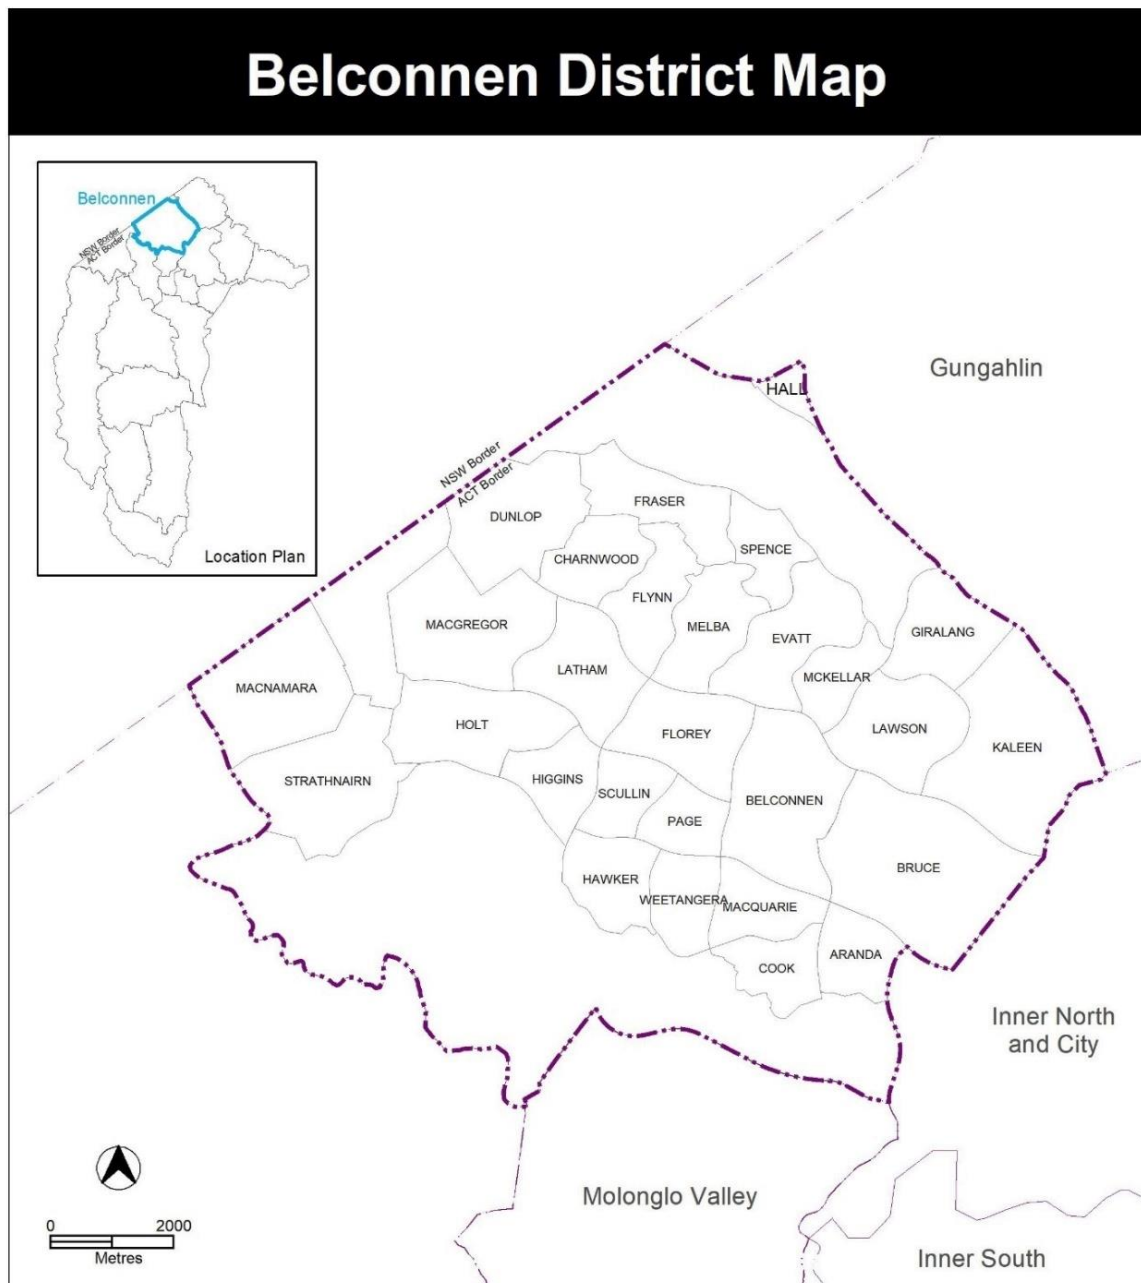 Belconnen District Map
Belconnen
NSW Border
ACT Border
Location Plan
Gungahlin
HALL
NSW Border
ACT Border
FRASER
DUNLOP
SPENCE
CHARNWOOD
FLYNN
MACGREGOR
MELBA
EVATT
GIRALANG
LATHAM
MCKELLAR
MACNAMARA
HOLT
FLOREY
LAWSON
KALEEN
STRATHNAIRN
HIGGINS
SCULLIN
BELCONNEN
PAGE
BRUCE
HAWKER
WEETANGERA
MACQUARIE
ARANDA
COOK
Inner North
and City
Molonglo Valley
Inner South
0 2000
Metres